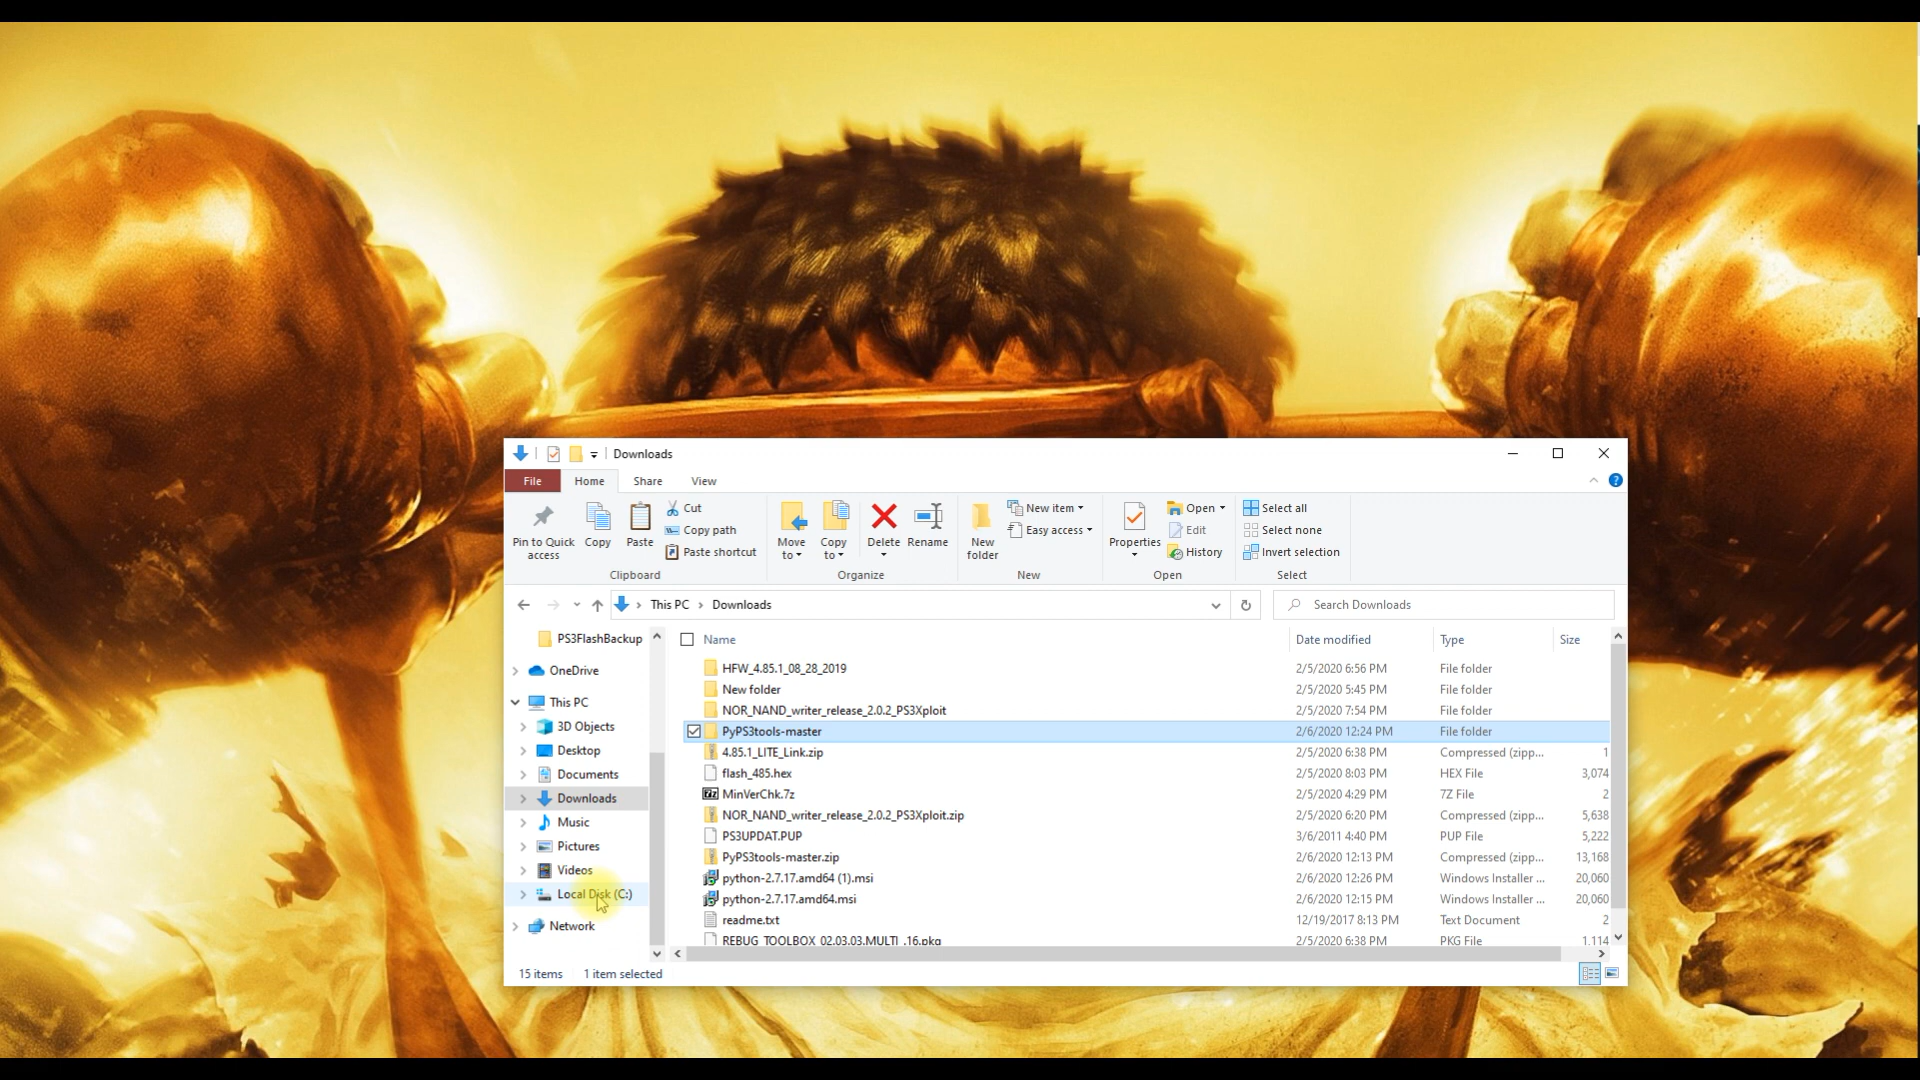 Downloads
File Home Share View
Pin to Quick access
Copy
Paste
Cut
Copy path
Paste shortcut
Clipboard
Move to
Copy to
Delete
Rename
Organize
New folder
New item
Easy access
New
Properties
Open
Edit
History
Open
Select all
Select none
Invert selection
Select
This PC › Downloads
Search Downloads
PS3FlashBackup
OneDrive
This PC
3D Objects
Desktop
Documents
Downloads
Music
Pictures
Videos
Local Disk (C:)
Network
Name Date modified Type Size
HFW_4.85.1_08_28_2019 2/5/2020 6:56 PM File folder
New folder 2/5/2020 5:45 PM File folder
NOR_NAND_writer_release_2.0.2_PS3Xploit 2/5/2020 7:54 PM File folder
PyPS3tools-master 2/6/2020 12:24 PM File folder
4.85.1_LITE_Link.zip 2/5/2020 6:38 PM Compressed (zipp... 1
flash_485.hex 2/5/2020 8:03 PM HEX File 3,074
MinVerChk.7z 2/5/2020 4:29 PM 7Z File 2
NOR_NAND_writer_release_2.0.2_PS3Xploit.zip 2/5/2020 6:20 PM Compressed (zipp... 5,638
PS3UPDAT.PUP 3/6/2011 4:40 PM PUP File 5,222
PyPS3tools-master.zip 2/6/2020 12:13 PM Compressed (zipp... 13,168
python-2.7.17.amd64 (1).msi 2/6/2020 12:26 PM Windows Installer ... 20,060
python-2.7.17.amd64.msi 2/6/2020 12:15 PM Windows Installer ... 20,060
readme.txt 12/19/2017 8:13 PM Text Document 2
REBUG_TOOLBOX_02.03.03.MULTI_.16.pkg 2/5/2020 6:38 PM PKG File 1,114
15 items 1 item selected